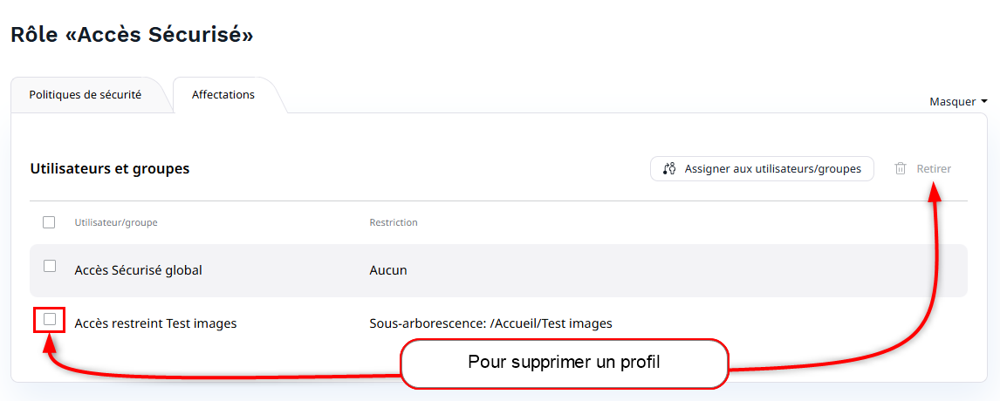 Rôle «Accès Sécurisé»
Politiques de sécurité
Affectations
Masquer
Utilisateurs et groupes
Assigner aux utilisateurs/groupes
Retirer
Utilisateur/groupe
Restriction
Accès Sécurisé global
Aucun
Accès restreint Test images
Sous-arborescence: /Accueil/Test images
Pour supprimer un profil